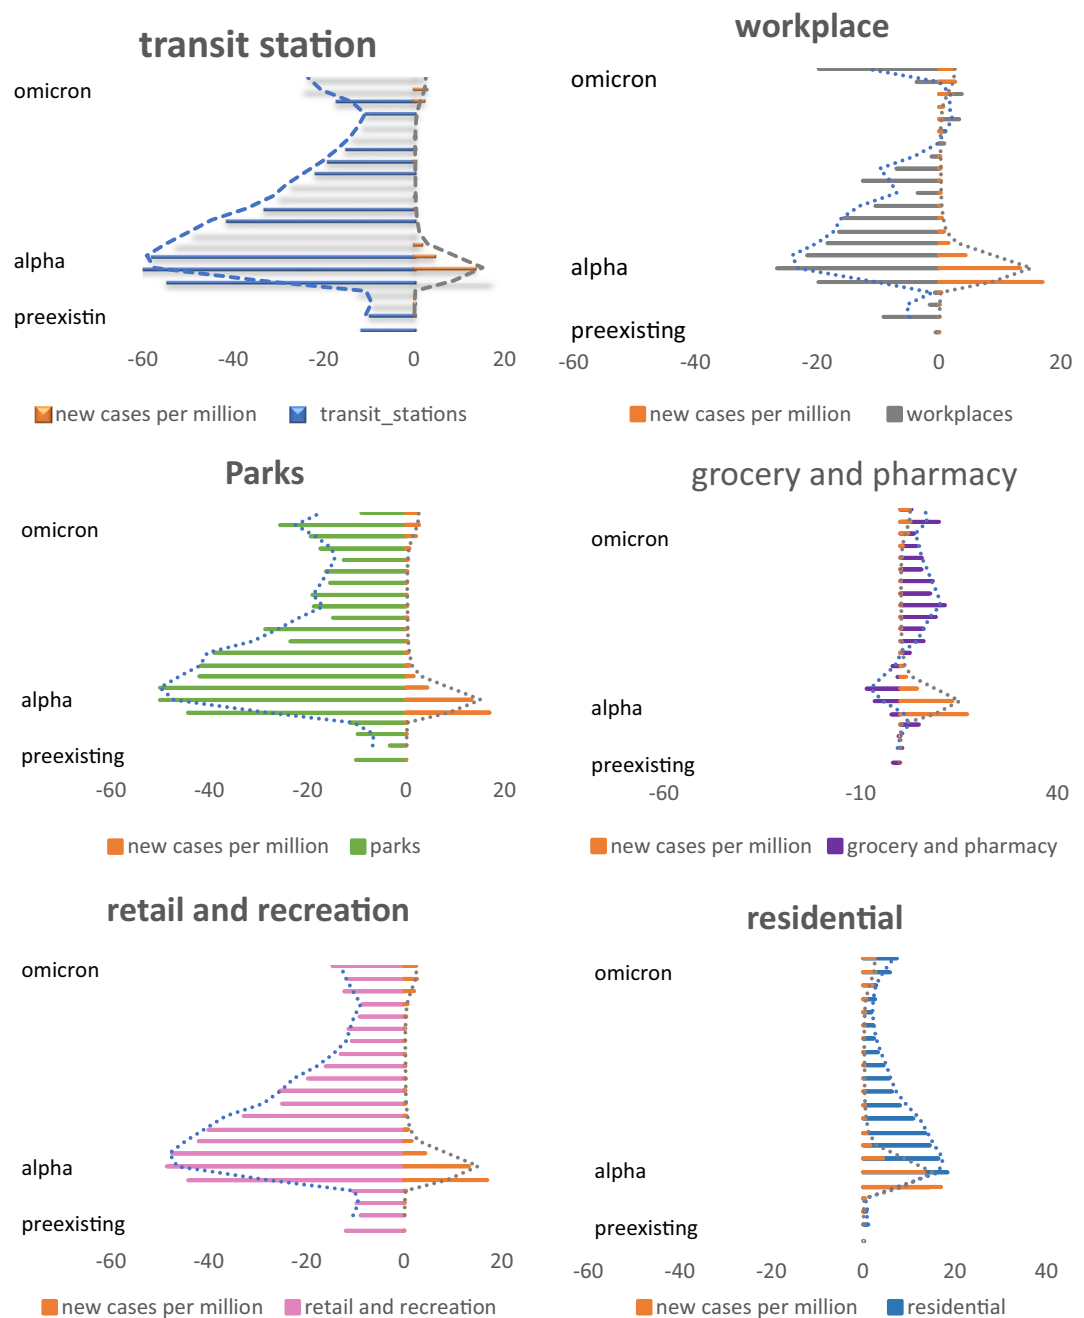 transit station
omicron
alpha
preexistin
-60 -40 -20 0 20
new cases per million transit_stations
workplace
omicron
alpha
preexisting
-60 -40 -20 0 20
new cases per million workplaces
Parks
omicron
alpha
preexisting
-60 -40 -20 0 20
new cases per million parks
grocery and pharmacy
omicron
alpha
preexisting
-60 -10 40
new cases per million grocery and pharmacy
retail and recreation
omicron
alpha
preexisting
-60 -40 -20 0 20
new cases per million retail and recreation
residential
omicron
alpha
preexisting
-60 -40 -20 0 20 40
new cases per million residential